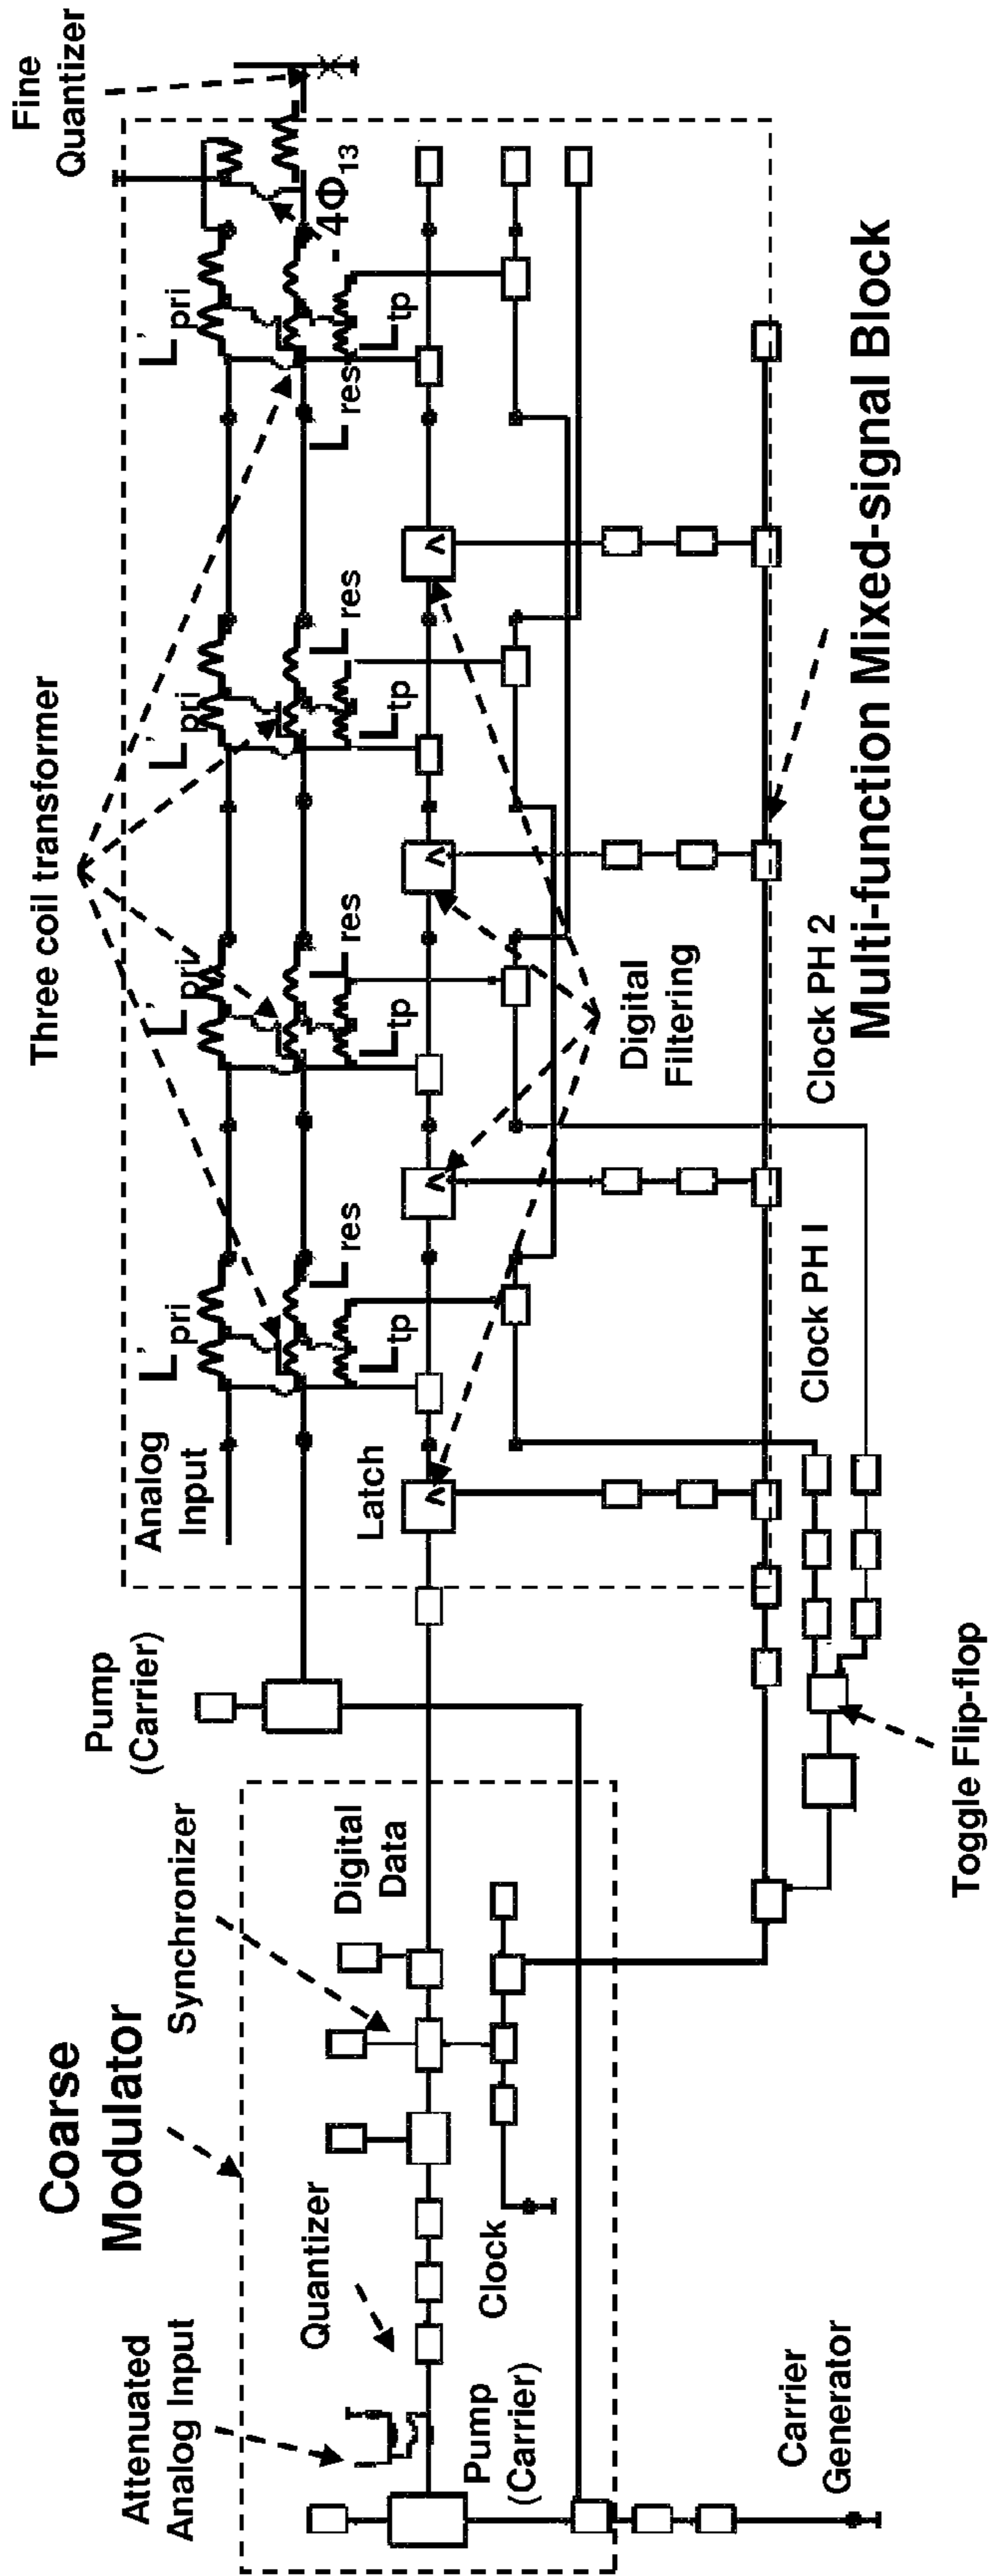 Coarse
Modulator
Attenuated
Analog Input
Quantizer
Synchronizer
Digital
Data
Pump
(Carrier)
Clock
Carrier
Generator
Pump
(Carrier)
Three coil transformer
Fine
Quantizer
Analog
Input
Latch
L'pri
Lres
Ltp
L'pri
Lres
Ltp
L'pri
Lres
Ltp
L'pri
Lres
Ltp
- 4Φ13
Digital
Filtering
Clock PH I
Clock PH 2
Toggle Flip-flop
Multi-function Mixed-signal Block